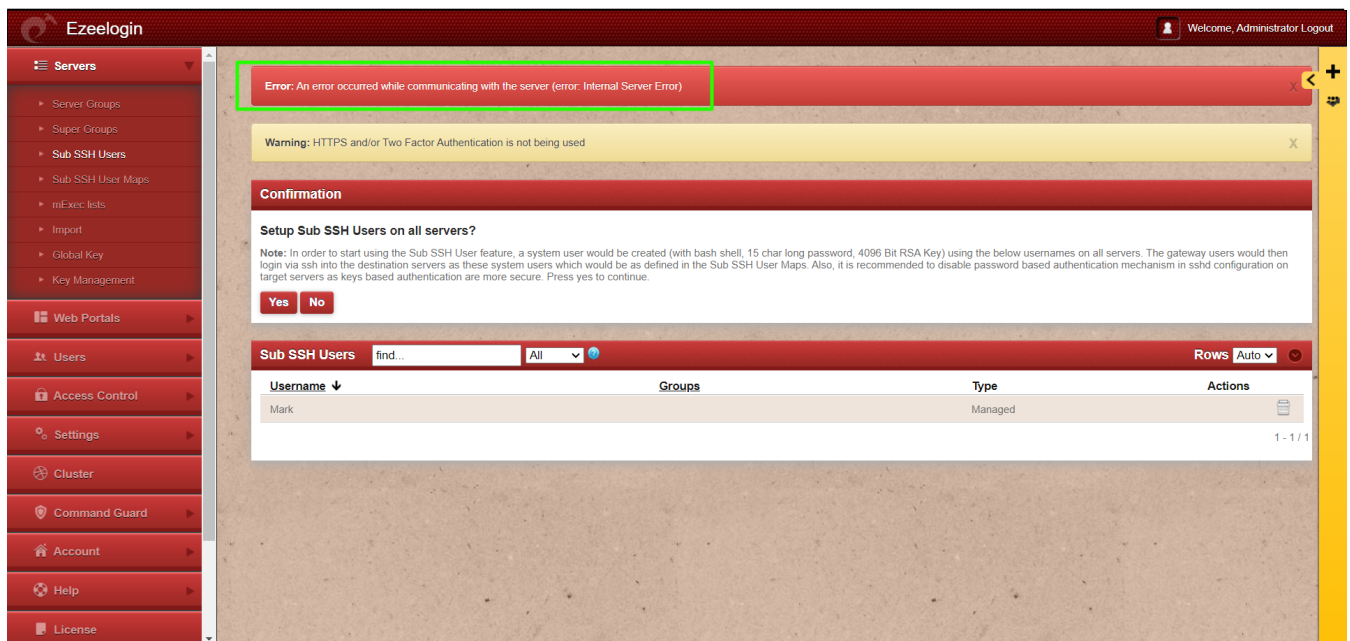 Ezeelogin
Welcome, Administrator Logout
Servers
Server Groups
Super Groups
Sub SSH Users
Sub SSH User Maps
mExec lists
Import
Global Key
Key Management
Web Portals
Users
Access Control
Settings
Cluster
Command Guard
Account
Help
License
Error: An error occurred while communicating with the server (error: Internal Server Error)
X
Warning: HTTPS and/or Two Factor Authentication is not being used
X
Confirmation
Setup Sub SSH Users on all servers?
Note: In order to start using the Sub SSH User feature, a system user would be created (with bash shell, 15 char long password, 4096 Bit RSA Key) using the below usernames on all servers. The gateway users would then
login via ssh into the destination servers as these system users which would be as defined in the Sub SSH User Maps. Also, it is recommended to disable password based authentication mechanism in sshd configuration on
target servers as keys based authentication are more secure. Press yes to continue.
Yes No
Sub SSH Users find... All Rows Auto
Username Groups Type Actions
Mark Managed
1 - 1 / 1